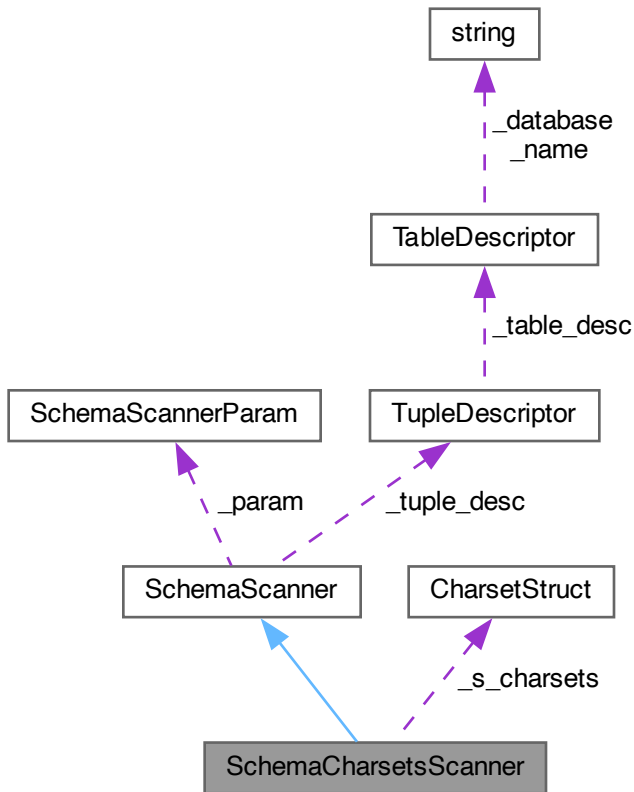 string
_database
_name
TableDescriptor
_table_desc
SchemaScannerParam
TupleDescriptor
_param
_tuple_desc
SchemaScanner
CharsetStruct
_s_charsets
SchemaCharsetsScanner